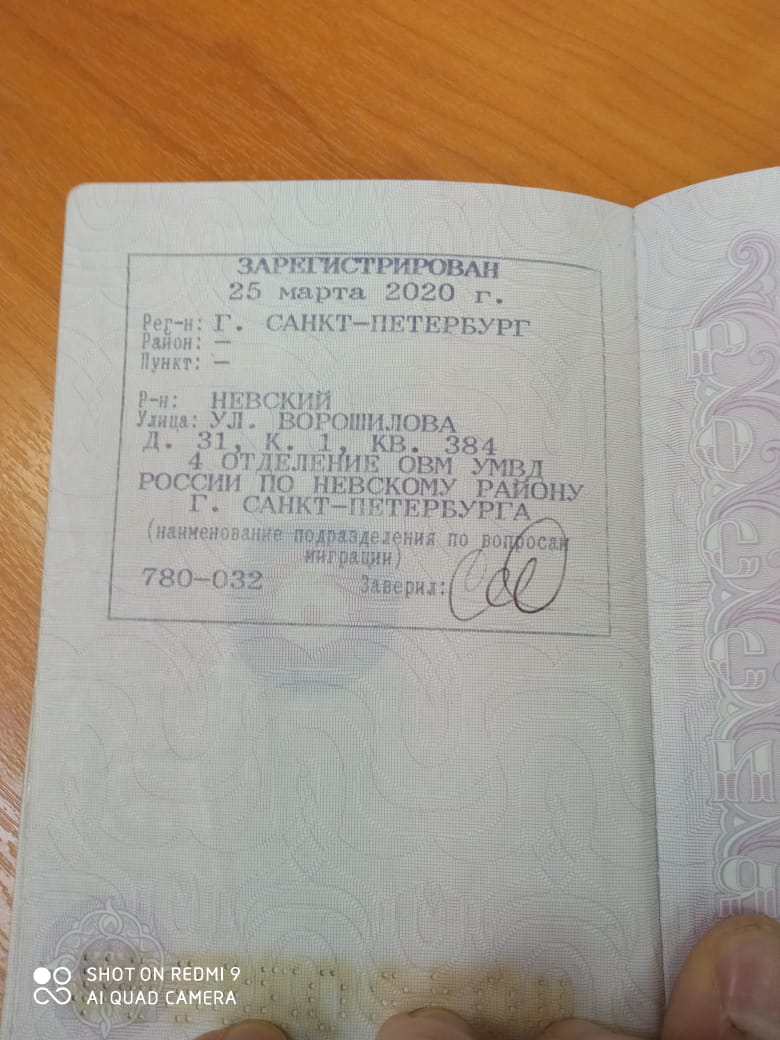 ЗАРЕГИСТРИРОВАН
25 марта 2020 г.
Рег-н: Г. САНКТ-ПЕТЕРБУРГ
Район: —
Пункт: —
Р-н: НЕВСКИЙ
Улица: УЛ. ВОРОШИЛОВА
Д. 31, К. 1, КВ. 384
4 ОТДЕЛЕНИЕ ОВМ УМВД
РОССИИ ПО НЕВСКОМУ РАЙОНУ
Г. САНКТ-ПЕТЕРБУРГА
(наименование подразделения по вопросам
миграции)
780-032 Заверил:
SHOT ON REDMI 9
AI QUAD CAMERA